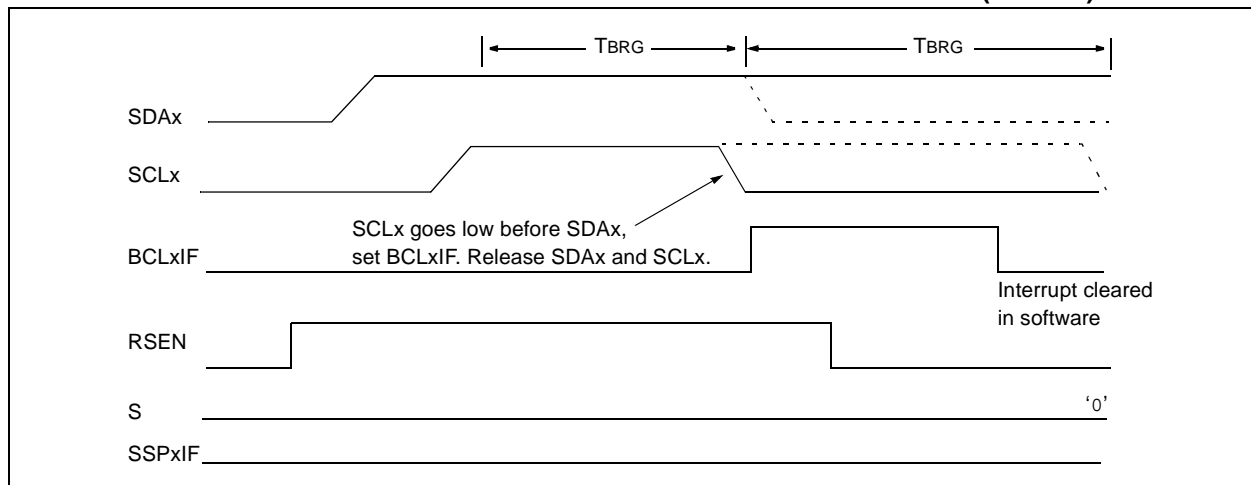 TBRG TBRG
SDAx
SCLx
SCLx goes low before SDAx,
set BCLxIF. Release SDAx and SCLx.
BCLxIF
Interrupt cleared
in software
RSEN
S ‘0’
SSPxIF